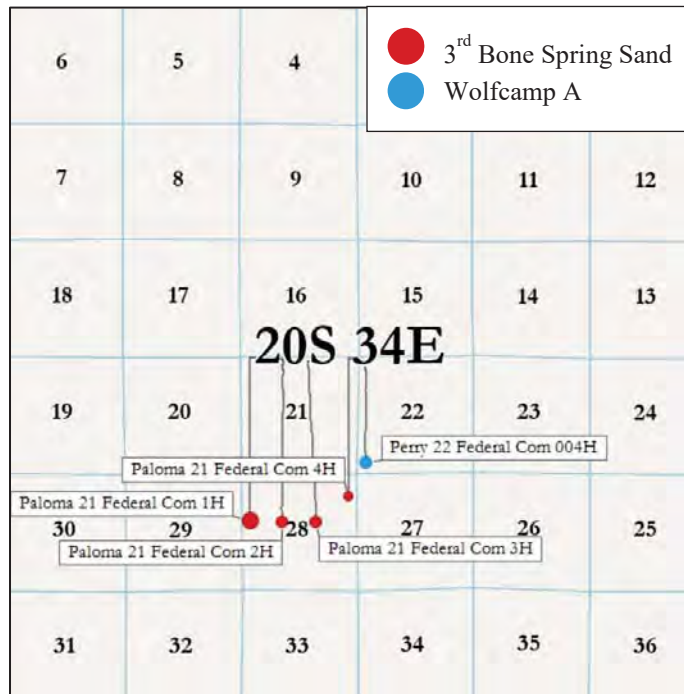 3rd Bone Spring Sand
Wolfcamp A
6 5 4
7 8 9 10 11 12
18 17 16 15 14 13
20S 34E
19 20 21 22 23 24
Perry 22 Federal Com 004H
Paloma 21 Federal Com 4H
Paloma 21 Federal Com 1H
30 29 28 27 26 25
Paloma 21 Federal Com 2H
Paloma 21 Federal Com 3H
31 32 33 34 35 36